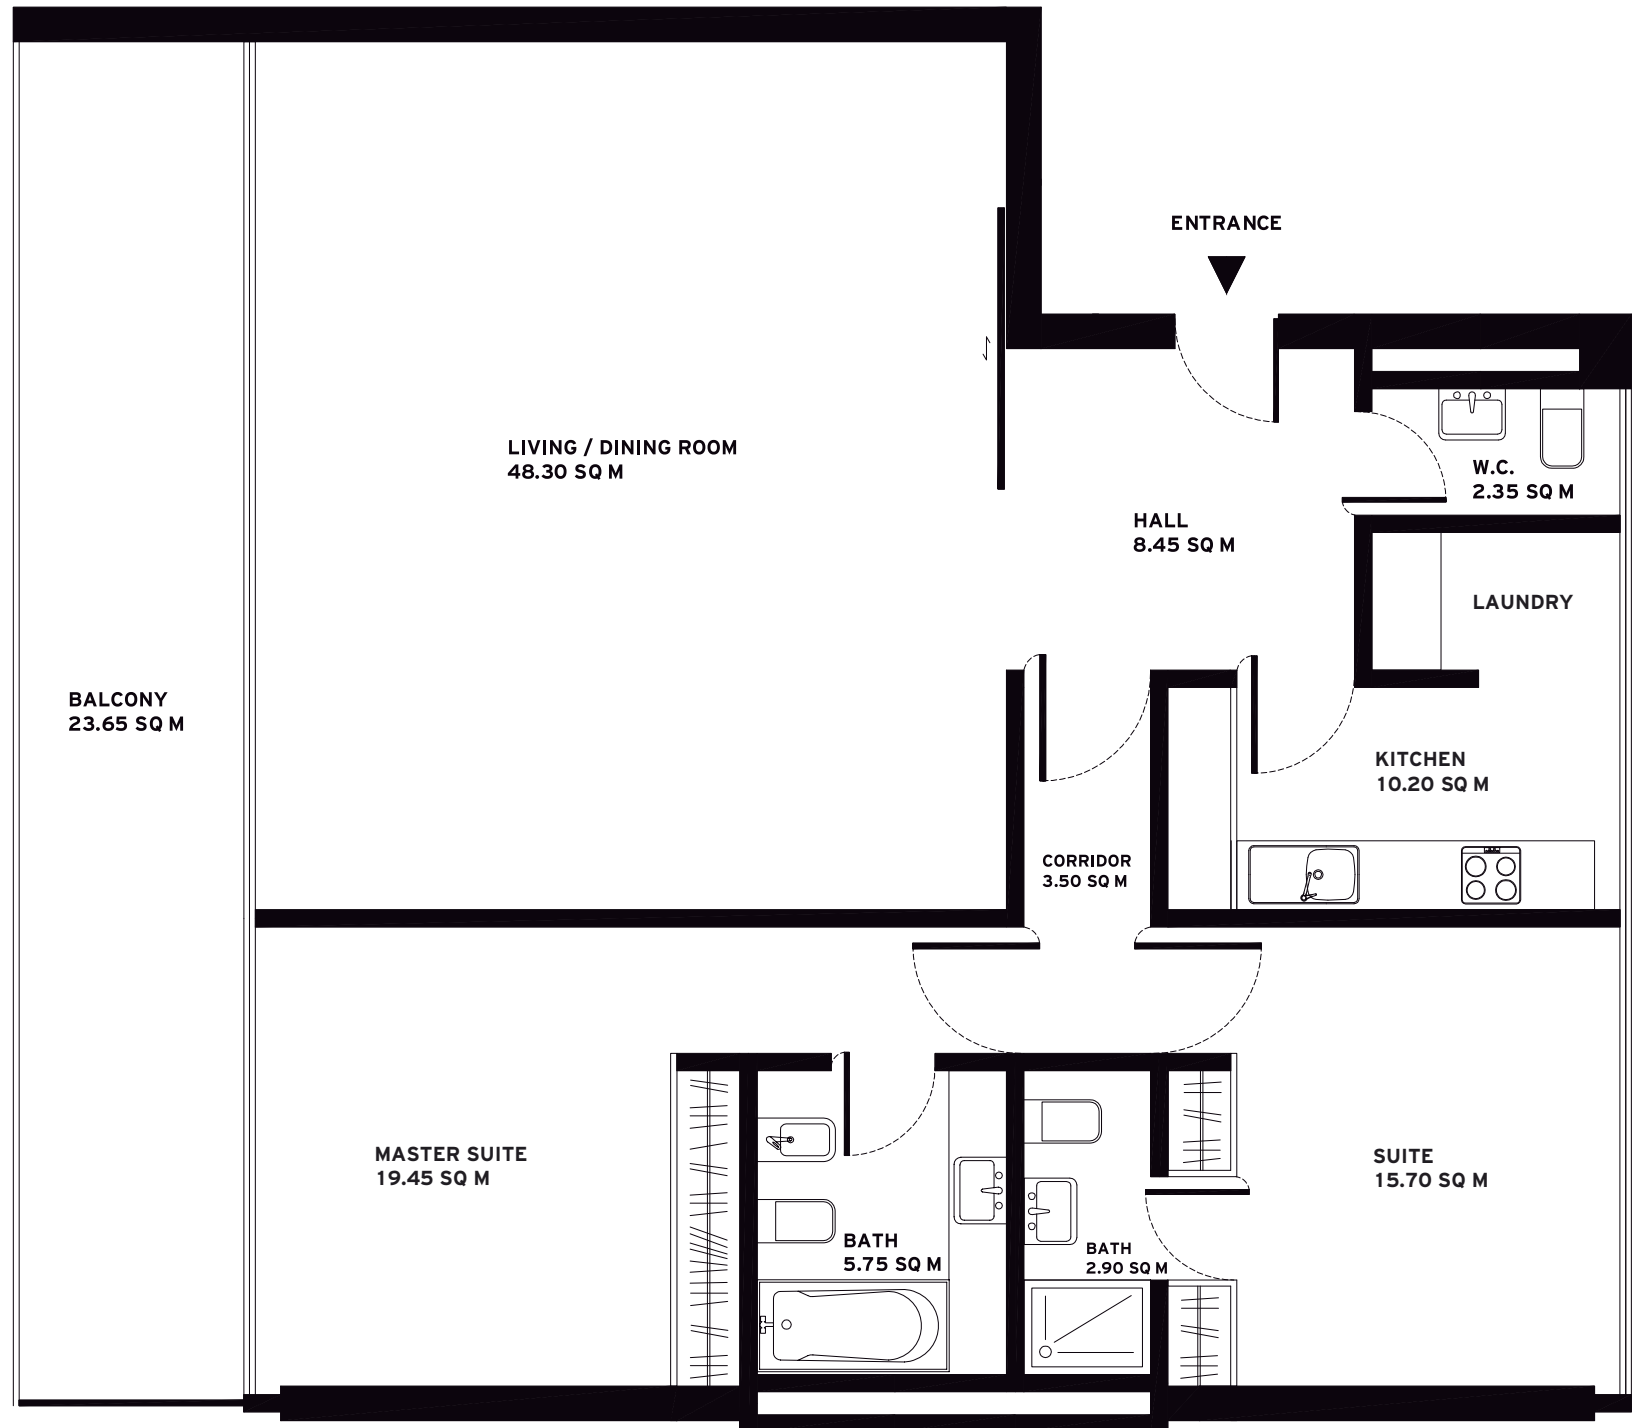 ENTRANCE
LIVING / DINING ROOM
48.30 SQ M
W.C.
2.35 SQ M
HALL
8.45 SQ M
LAUNDRY
BALCONY
23.65 SQ M
KITCHEN
10.20 SQ M
CORRIDOR
3.50 SQ M
MASTER SUITE
19.45 SQ M
SUITE
15.70 SQ M
BATH
5.75 SQ M
BATH
2.90 SQ M